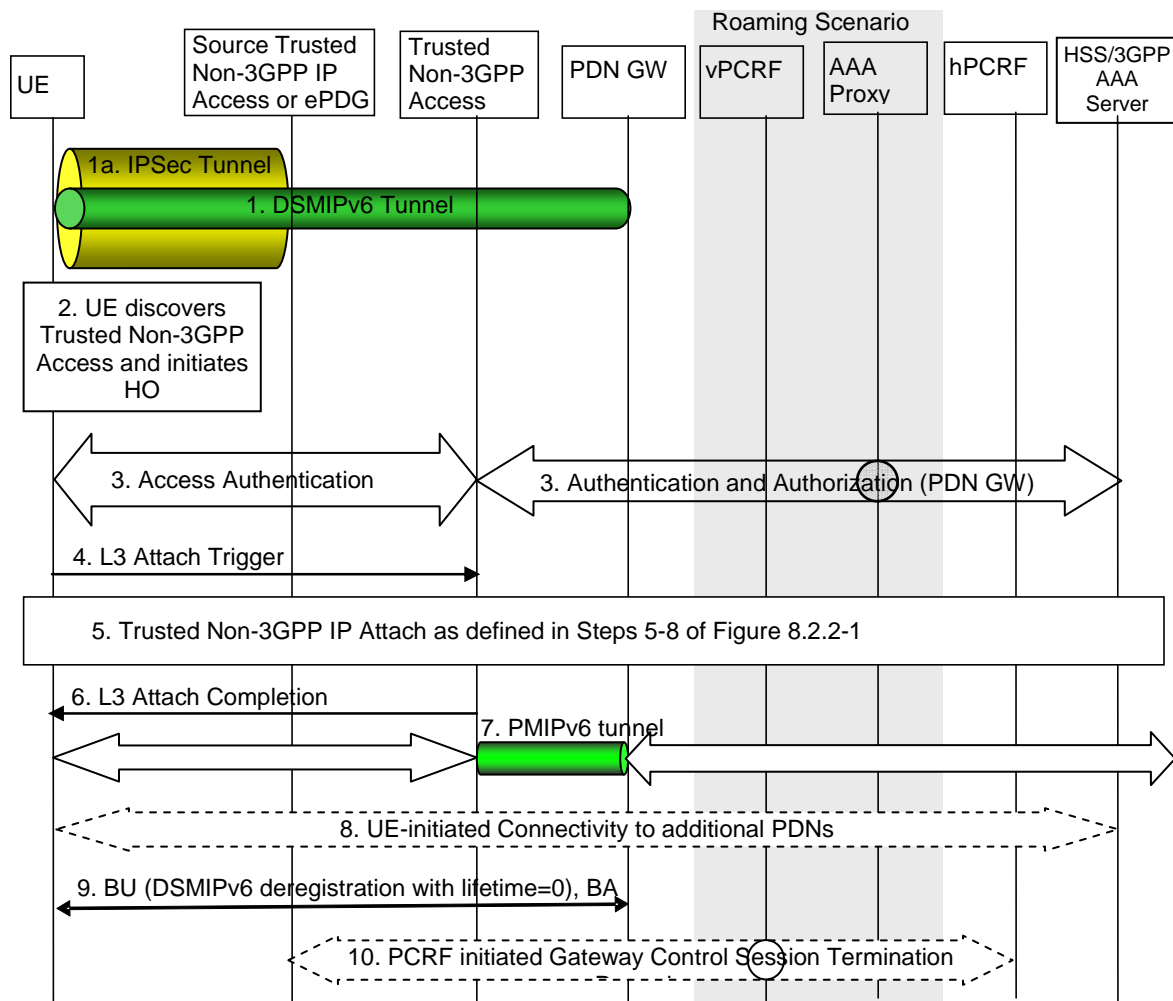 Roaming Scenario
UE
Source Trusted
Non-3GPP IP
Access or ePDG
Trusted
Non-3GPP
Access
PDN GW
vPCRF
AAA
Proxy
hPCRF
HSS/3GPP
AAA
Server
1a. IPSec Tunnel
1. DSMIPv6 Tunnel
2. UE discovers
Trusted Non-3GPP
Access and initiates
HO
3. Access Authentication
3. Authentication and Authorization (PDN GW)
4. L3 Attach Trigger
5. Trusted Non-3GPP IP Attach as defined in Steps 5-8 of Figure 8.2.2-1
6. L3 Attach Completion
7. PMIPv6 tunnel
8. UE-initiated Connectivity to additional PDNs
9. BU (DSMIPv6 deregistration with lifetime=0), BA
10. PCRF initiated Gateway Control Session Termination